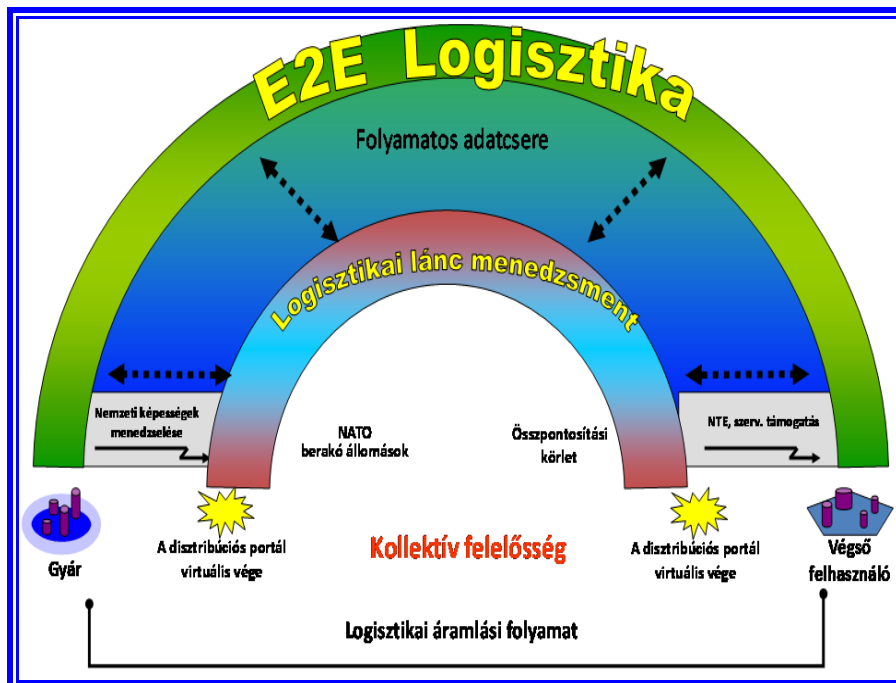 E2E Logisztika
Folyamatos adatcsere
Logisztikai lánc menedzsment
Nemzeti képességek
menedzselése
NATO
berakó állomások
Összpontosítási
körlet
NTE, szerv. támogatás
Gyár
A disztribúciós portál
virtuális vége
Kollektív felelősség
A disztribúciós portál
virtuális vége
Végső
felhasználó
Logisztikai áramlási folyamat